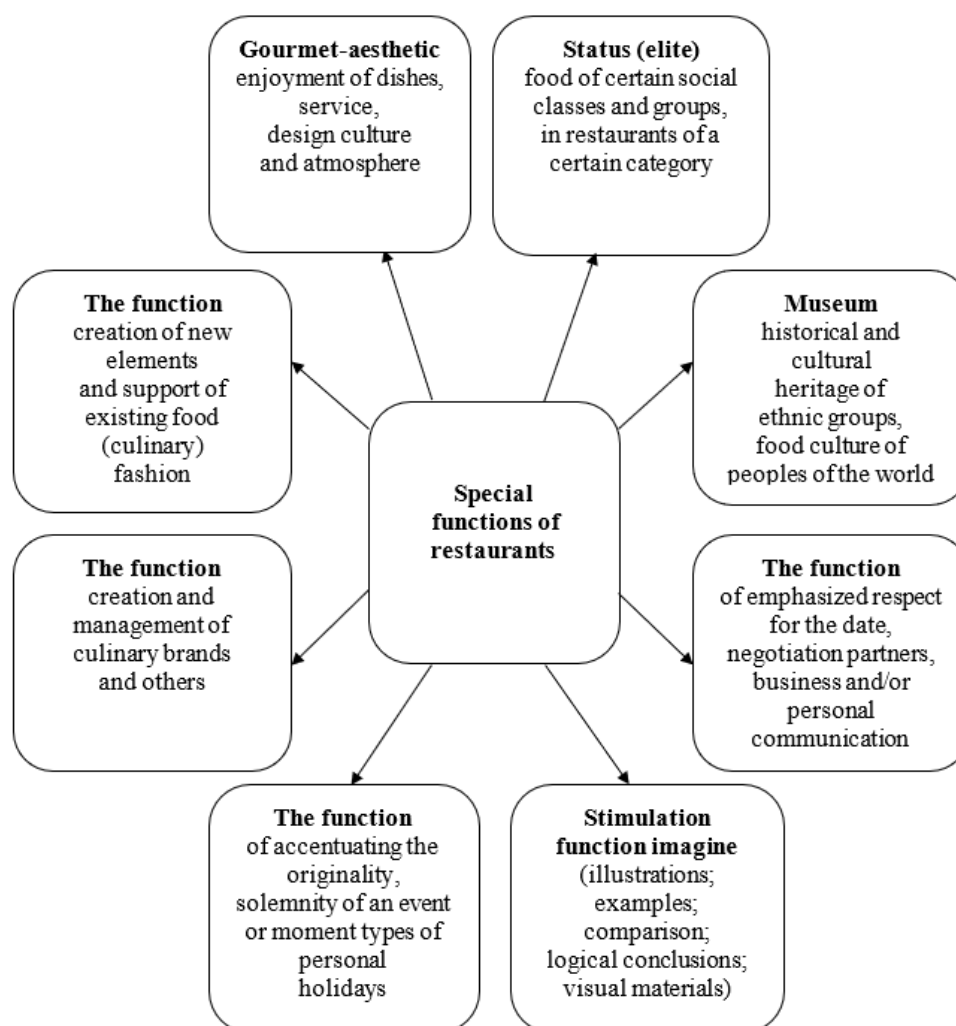 Gourmet-aesthetic
enjoyment of dishes,
service,
design culture
and atmosphere
Status (elite)
food of certain social
classes and groups,
in restaurants of a
certain category
The function
creation of new
elements
and support of
existing food
(culinary)
fashion
Museum
historical and
cultural
heritage of
ethnic groups,
food culture of
peoples of the world
Special
functions of
restaurants
The function
creation and
management of
culinary brands
and others
The function
of emphasized respect
for the date,
negotiation partners,
business and/or
personal
communication
The function
of accentuating the
originality,
solemnity of an event
or moment types of
personal
holidays
Stimulation
function imagine
(illustrations;
examples;
comparison;
logical conclusions;
visual materials)